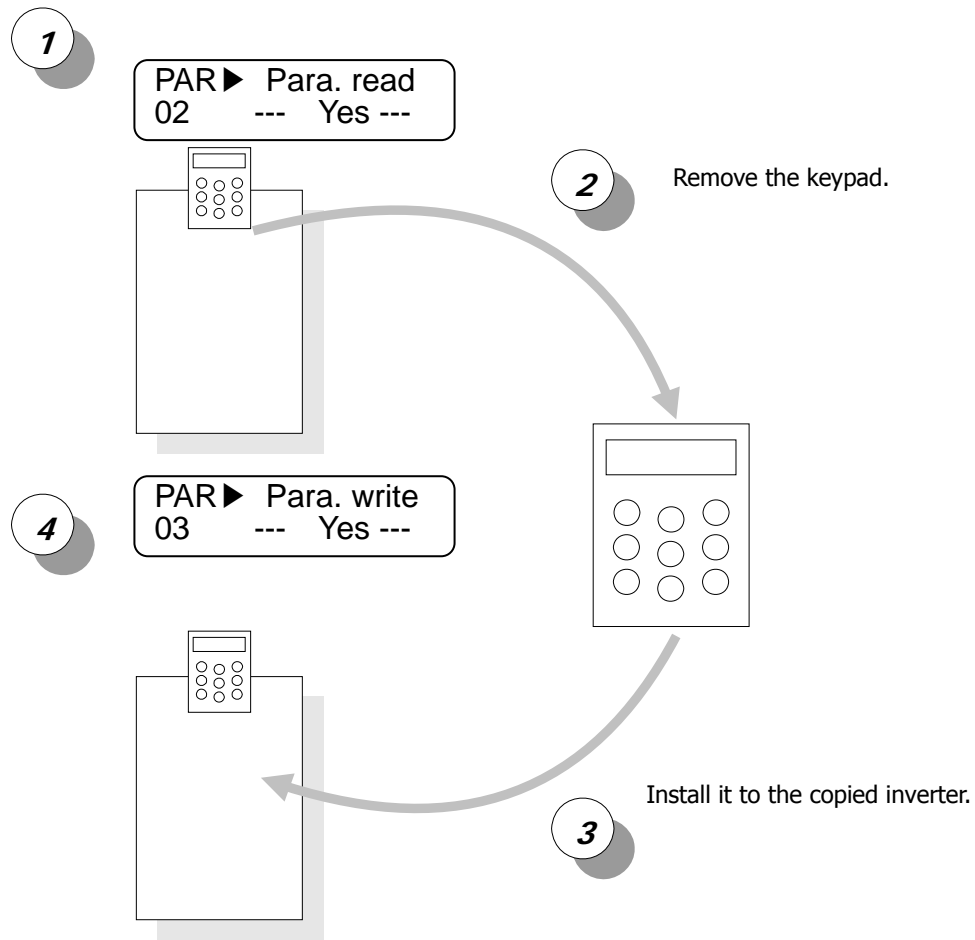 1
PAR▶ Para. read
02 --- Yes ---
2
Remove the keypad.
4
PAR▶ Para. write
03 --- Yes ---
Install it to the copied inverter.
3